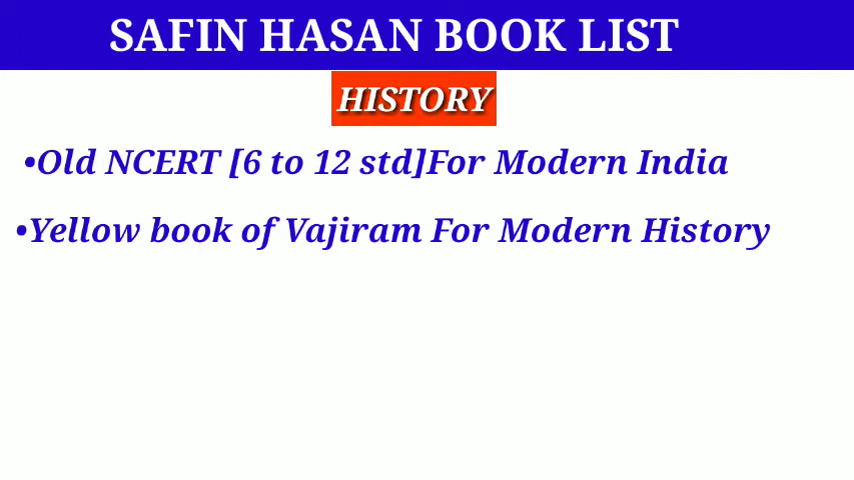 SAFIN HASAN BOOK LIST
HISTORY
•Old NCERT [6 to 12 std]For Modern India
•Yellow book of Vajiram For Modern History